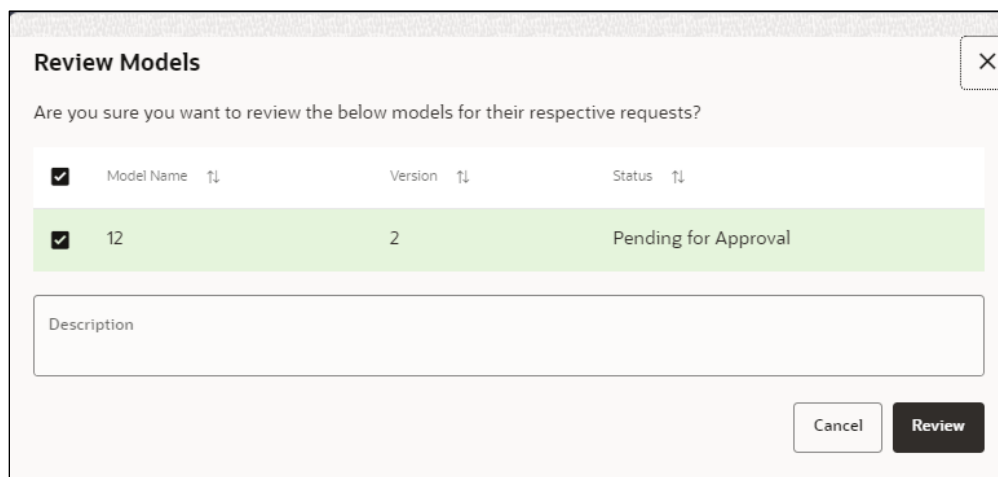 Review Models
Are you sure you want to review the below models for their respective requests?
Model Name Version Status
12 2 Pending for Approval
Description
Cancel Review